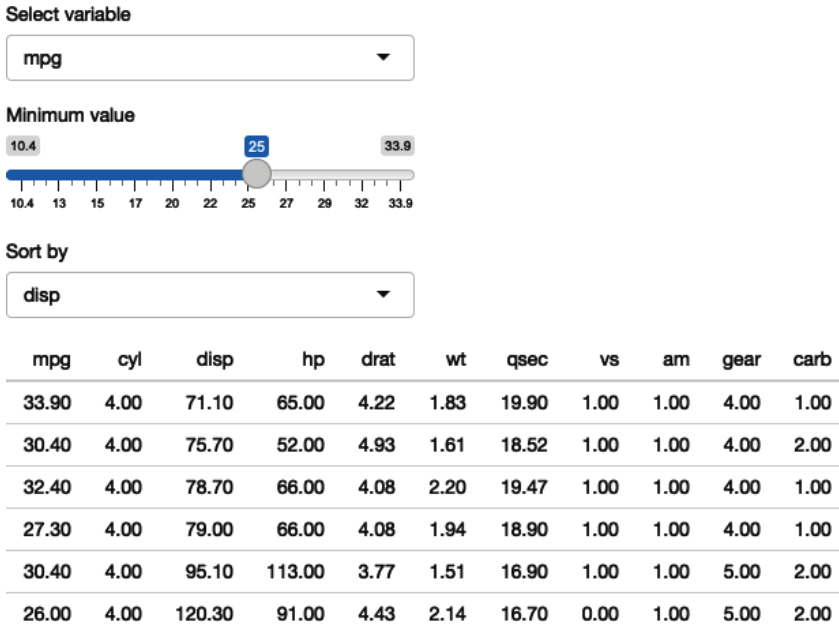 Select variable
mpg
Minimum value
10.4 25 33.9
10.4 13 15 17 20 22 25 27 29 32 33.9
Sort by
disp
mpg cyl disp hp drat wt qsec vs am gear carb
33.90 4.00 71.10 65.00 4.22 1.83 19.90 1.00 1.00 4.00 1.00
30.40 4.00 75.70 52.00 4.93 1.61 18.52 1.00 1.00 4.00 2.00
32.40 4.00 78.70 66.00 4.08 2.20 19.47 1.00 1.00 4.00 1.00
27.30 4.00 79.00 66.00 4.08 1.94 18.90 1.00 1.00 4.00 1.00
30.40 4.00 95.10 113.00 3.77 1.51 16.90 1.00 1.00 5.00 2.00
26.00 4.00 120.30 91.00 4.43 2.14 16.70 0.00 1.00 5.00 2.00